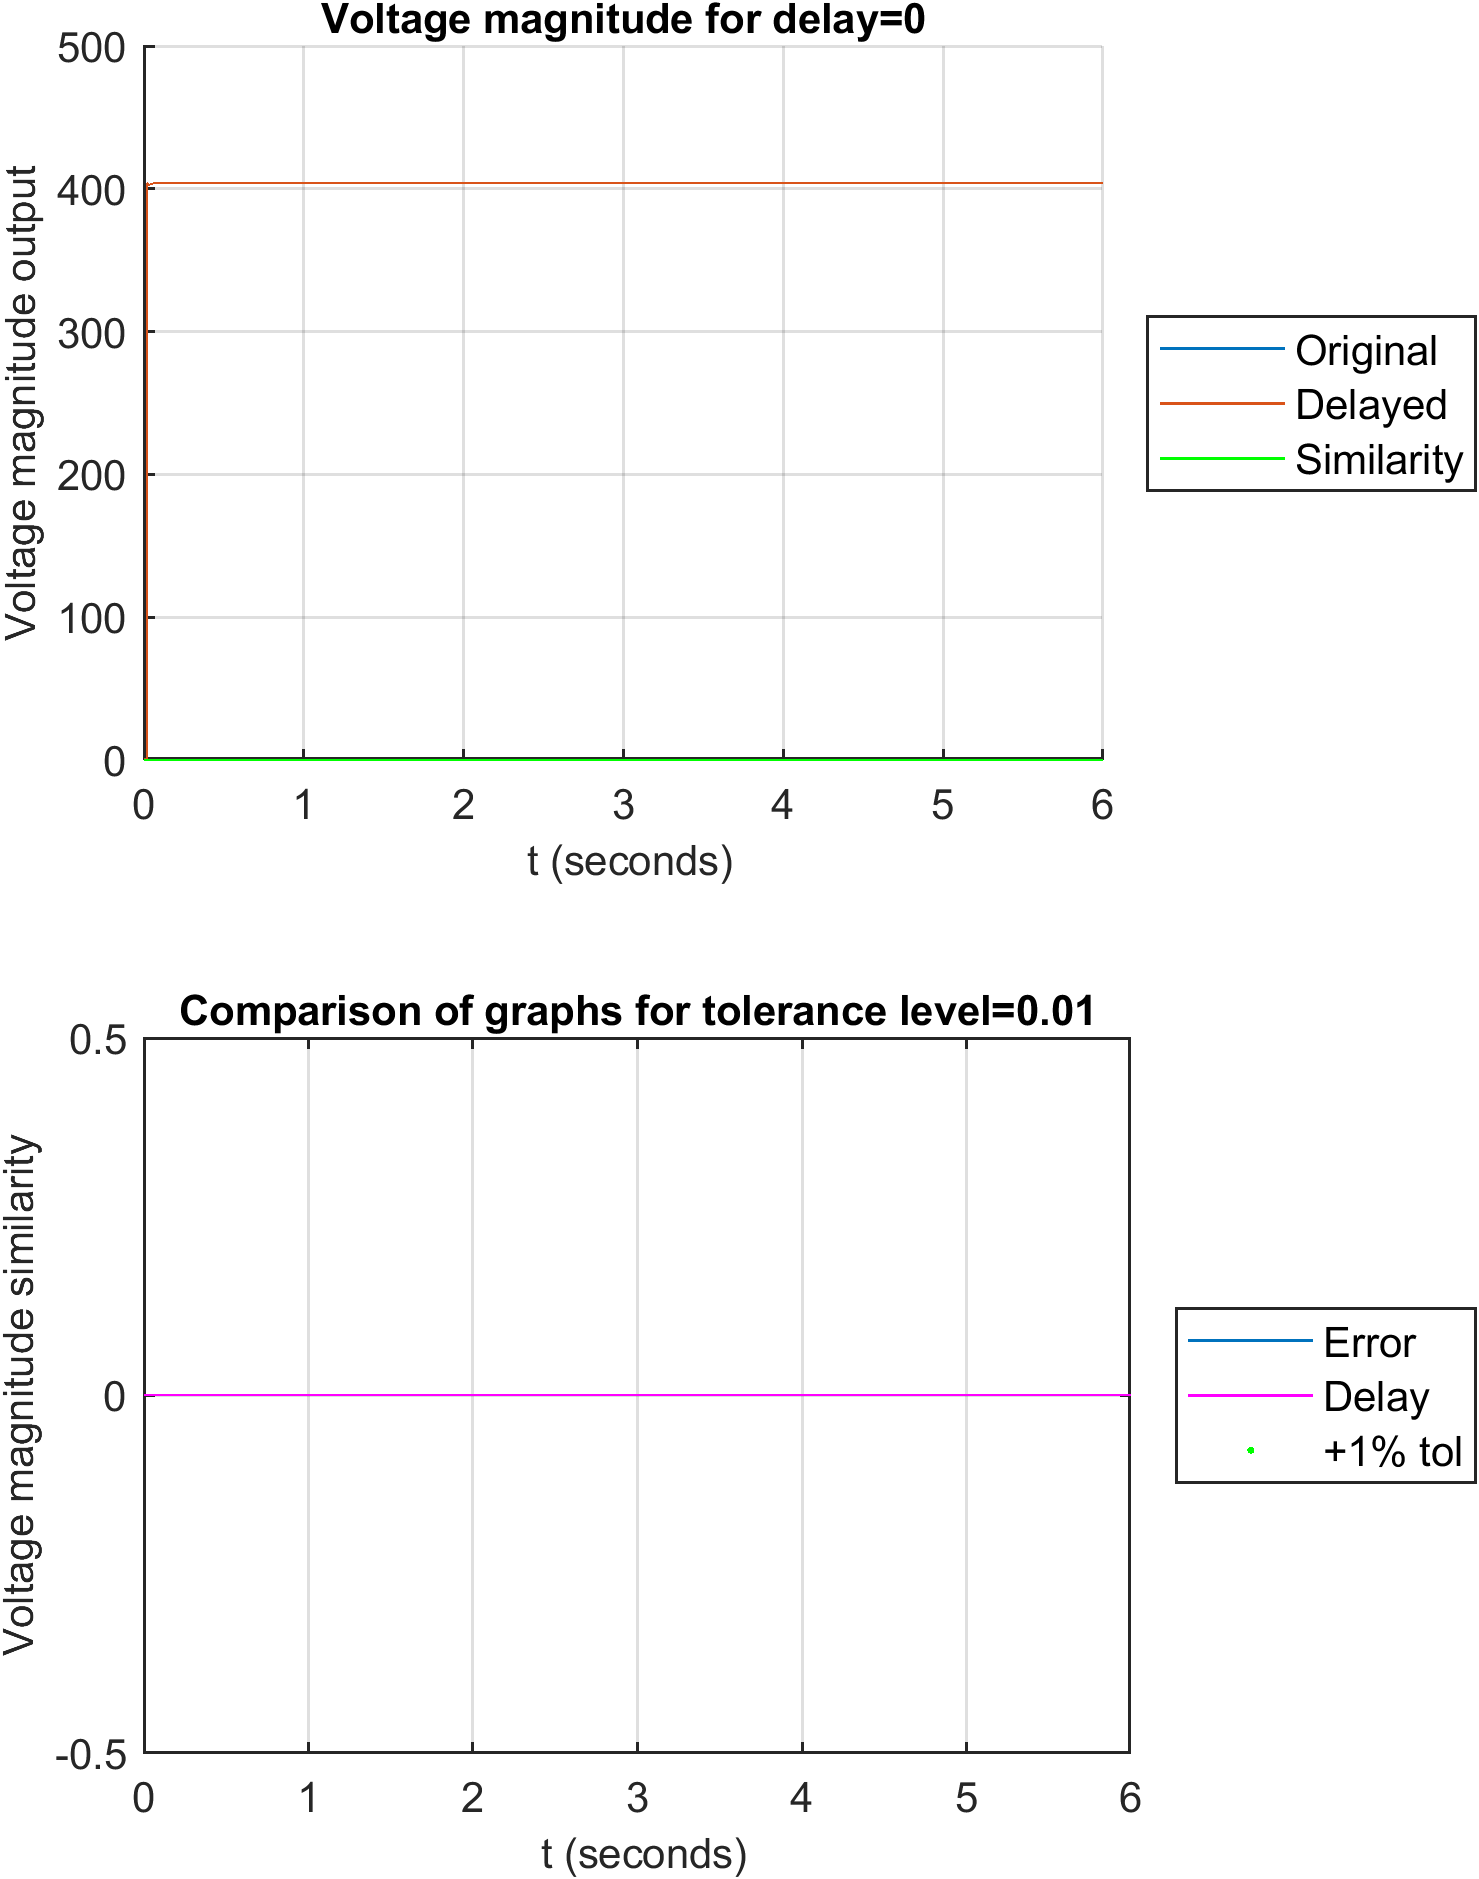 Voltage magnitude for delay=0
500
400
300
200
100
0
Voltage magnitude output
0 1 2 3 4 5 6
t (seconds)
Original
Delayed
Similarity
Comparison of graphs for tolerance level=0.01
0.5
0
-0.5
Voltage magnitude similarity
0 1 2 3 4 5 6
t (seconds)
Error
Delay
+1% tol